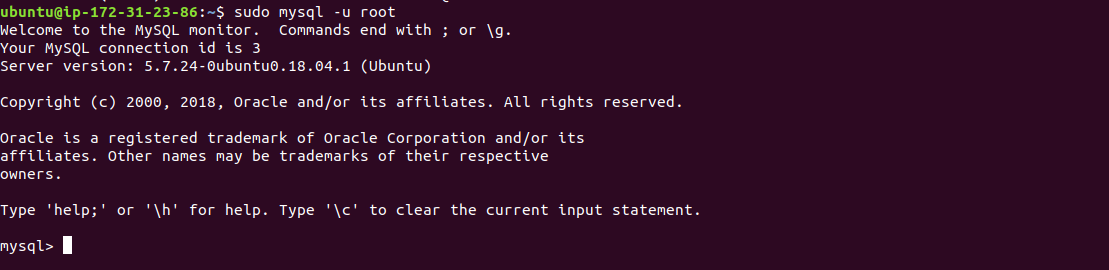 ubuntu@ip-172-31-23-86:~$ sudo mysql -u root
Welcome to the MySQL monitor.  Commands end with ; or \g.
Your MySQL connection id is 3
Server version: 5.7.24-0ubuntu0.18.04.1 (Ubuntu)
Copyright (c) 2000, 2018, Oracle and/or its affiliates. All rights reserved.
Oracle is a registered trademark of Oracle Corporation and/or its
affiliates. Other names may be trademarks of their respective
owners.
Type 'help;' or '\h' for help. Type '\c' to clear the current input statement.
mysql>